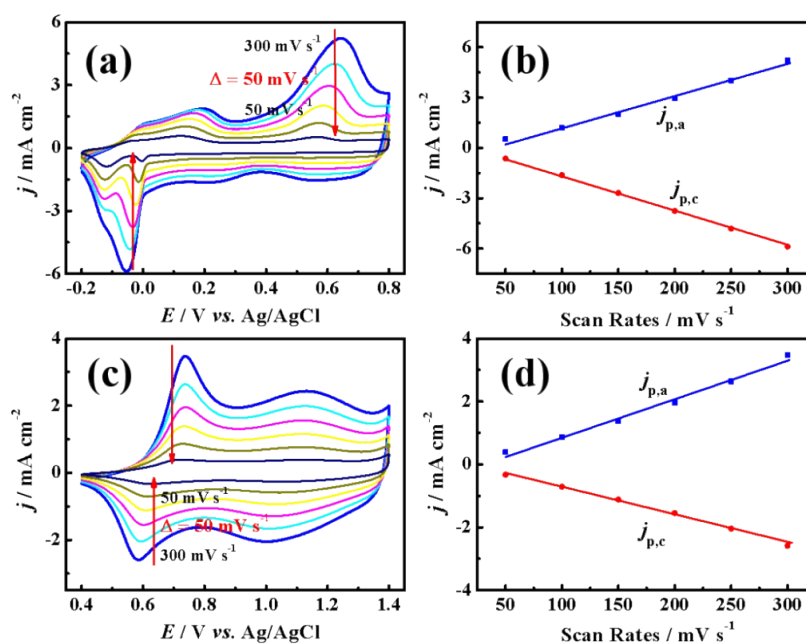 (a)
300 mV s-1
Δ = 50 mV s-1
50 mV s-1
j / mA cm-2
6
3
0
-3
-6
-0.2 0.0 0.2 0.4 0.6 0.8
E / V vs. Ag/AgCl
(b)
jp,a
jp,c
j / mA cm-2
6
3
0
-3
-6
50 100 150 200 250 300
Scan Rates / mV s-1
(c)
50 mV s-1
Δ = 50 mV s-1
300 mV s-1
j / mA cm-2
4
2
0
-2
0.4 0.6 0.8 1.0 1.2 1.4
E / V vs. Ag/AgCl
(d)
jp,a
jp,c
j / mA cm-2
4
2
0
-2
-4
50 100 150 200 250 300
Scan Rates / mV s-1